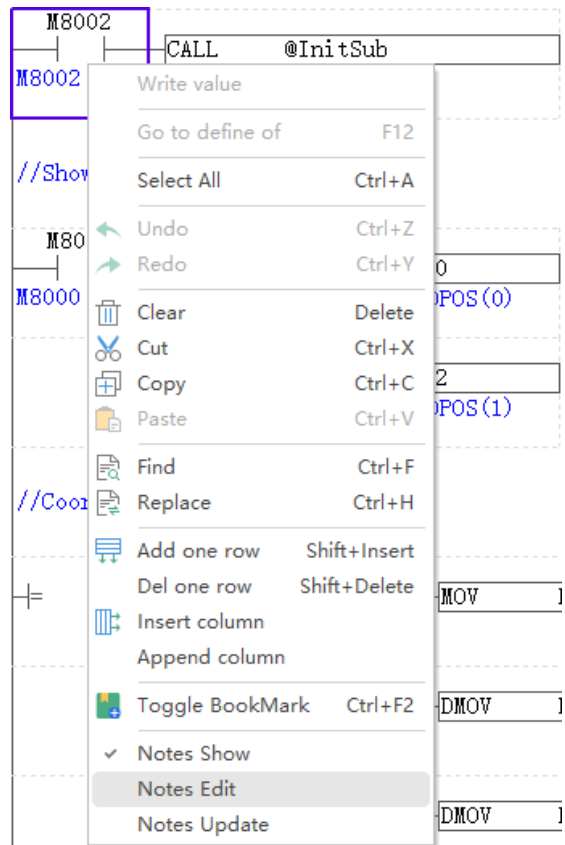 M8002
CALL @InitSub
M8002
Write value
Go to define of F12
//Show
Select All Ctrl+A
Undo Ctrl+Z
M80
Redo Ctrl+Y
0
M8000
DPOS(0)
Clear Delete
Cut Ctrl+X
Copy Ctrl+C
2
Paste Ctrl+V
DPOS(1)
Find Ctrl+F
//Coor
Replace Ctrl+H
Add one row Shift+Insert
Del one row Shift+Delete
=
MOV
Insert column
Append column
Toggle BookMark Ctrl+F2
DMOV
Notes Show
Notes Edit
Notes Update
DMOV